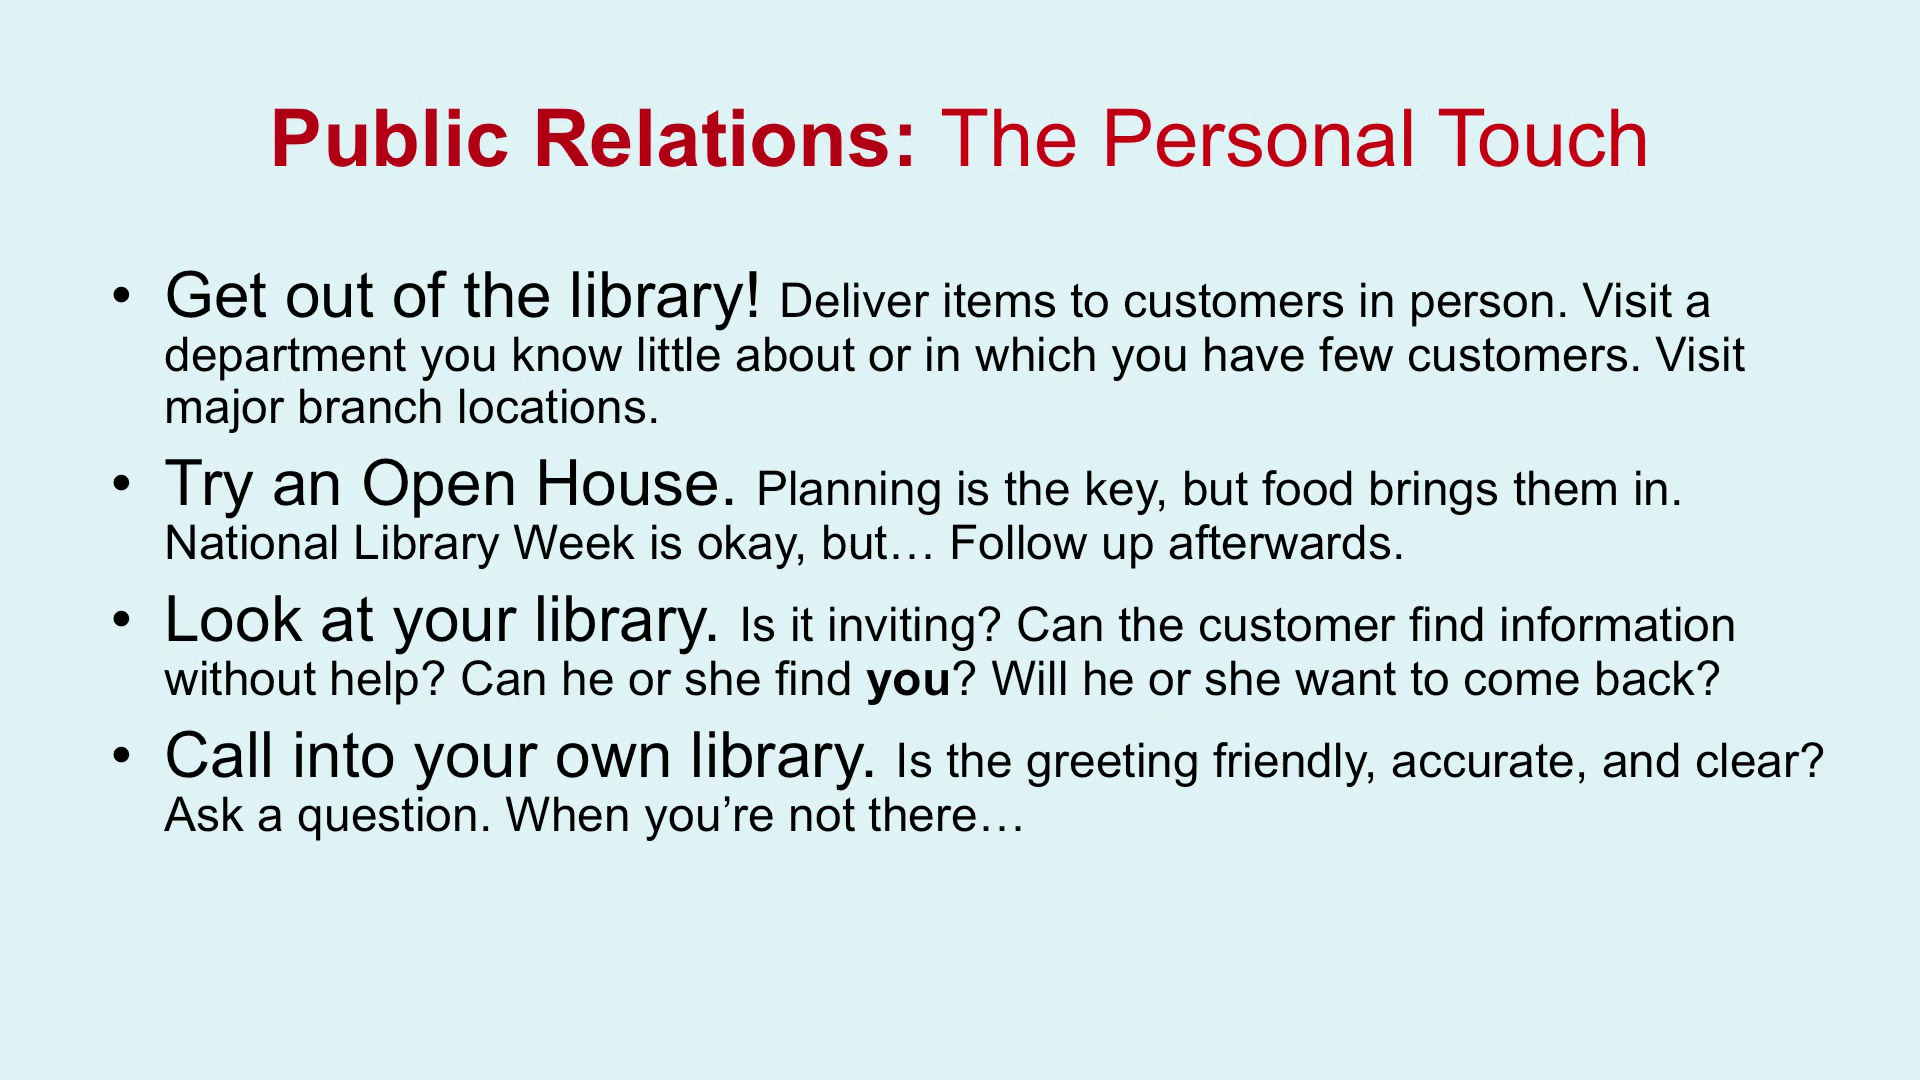 Public Relations: The Personal Touch
• Get out of the library! Deliver items to customers in person. Visit a
department you know little about or in which you have few customers. Visit
major branch locations.
• Try an Open House. Planning is the key, but food brings them in.
National Library Week is okay, but… Follow up afterwards.
• Look at your library. Is it inviting? Can the customer find information
without help? Can he or she find you? Will he or she want to come back?
• Call into your own library. Is the greeting friendly, accurate, and clear?
Ask a question. When you’re not there…